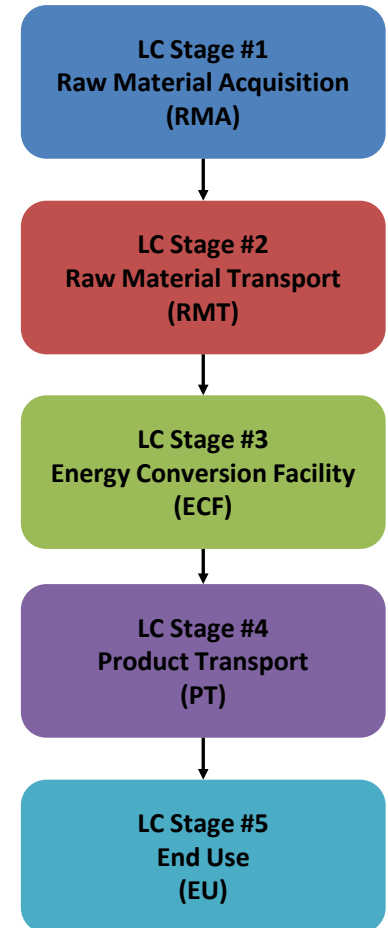 LC Stage #1
Raw Material Acquisition
(RMA)
LC Stage #2
Raw Material Transport
(RMT)
LC Stage #3
Energy Conversion Facility
(ECF)
LC Stage #4
Product Transport
(PT)
LC Stage #5
End Use
(EU)